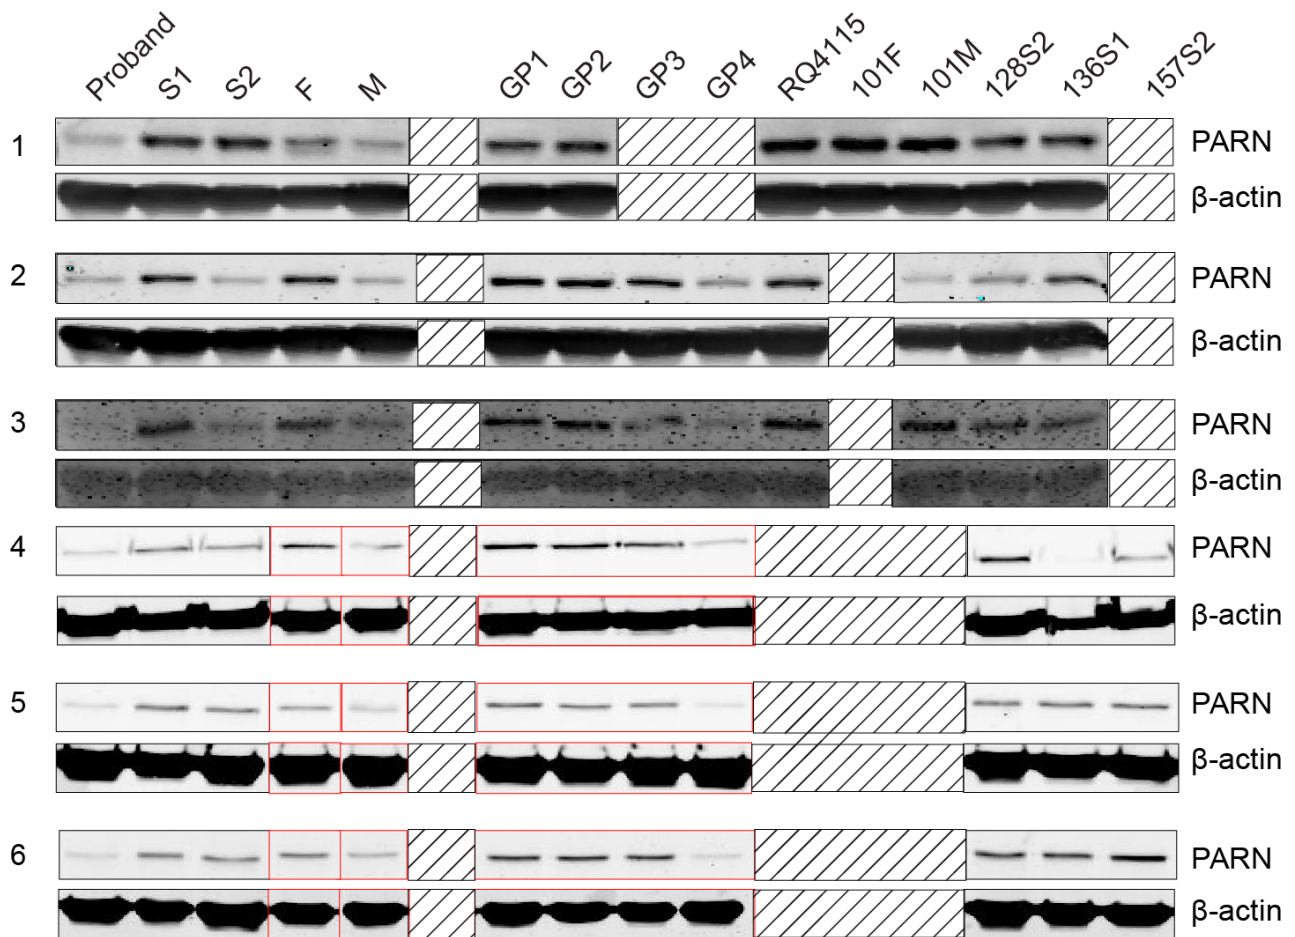 Proband S1 S2 F M GP1 GP2 GP3 GP4 RQ4115 101F 101M 128S2 136S1 157S2
1 PARN
β-actin
2 PARN
β-actin
3 PARN
β-actin
4 PARN
β-actin
5 PARN
β-actin
6 PARN
β-actin